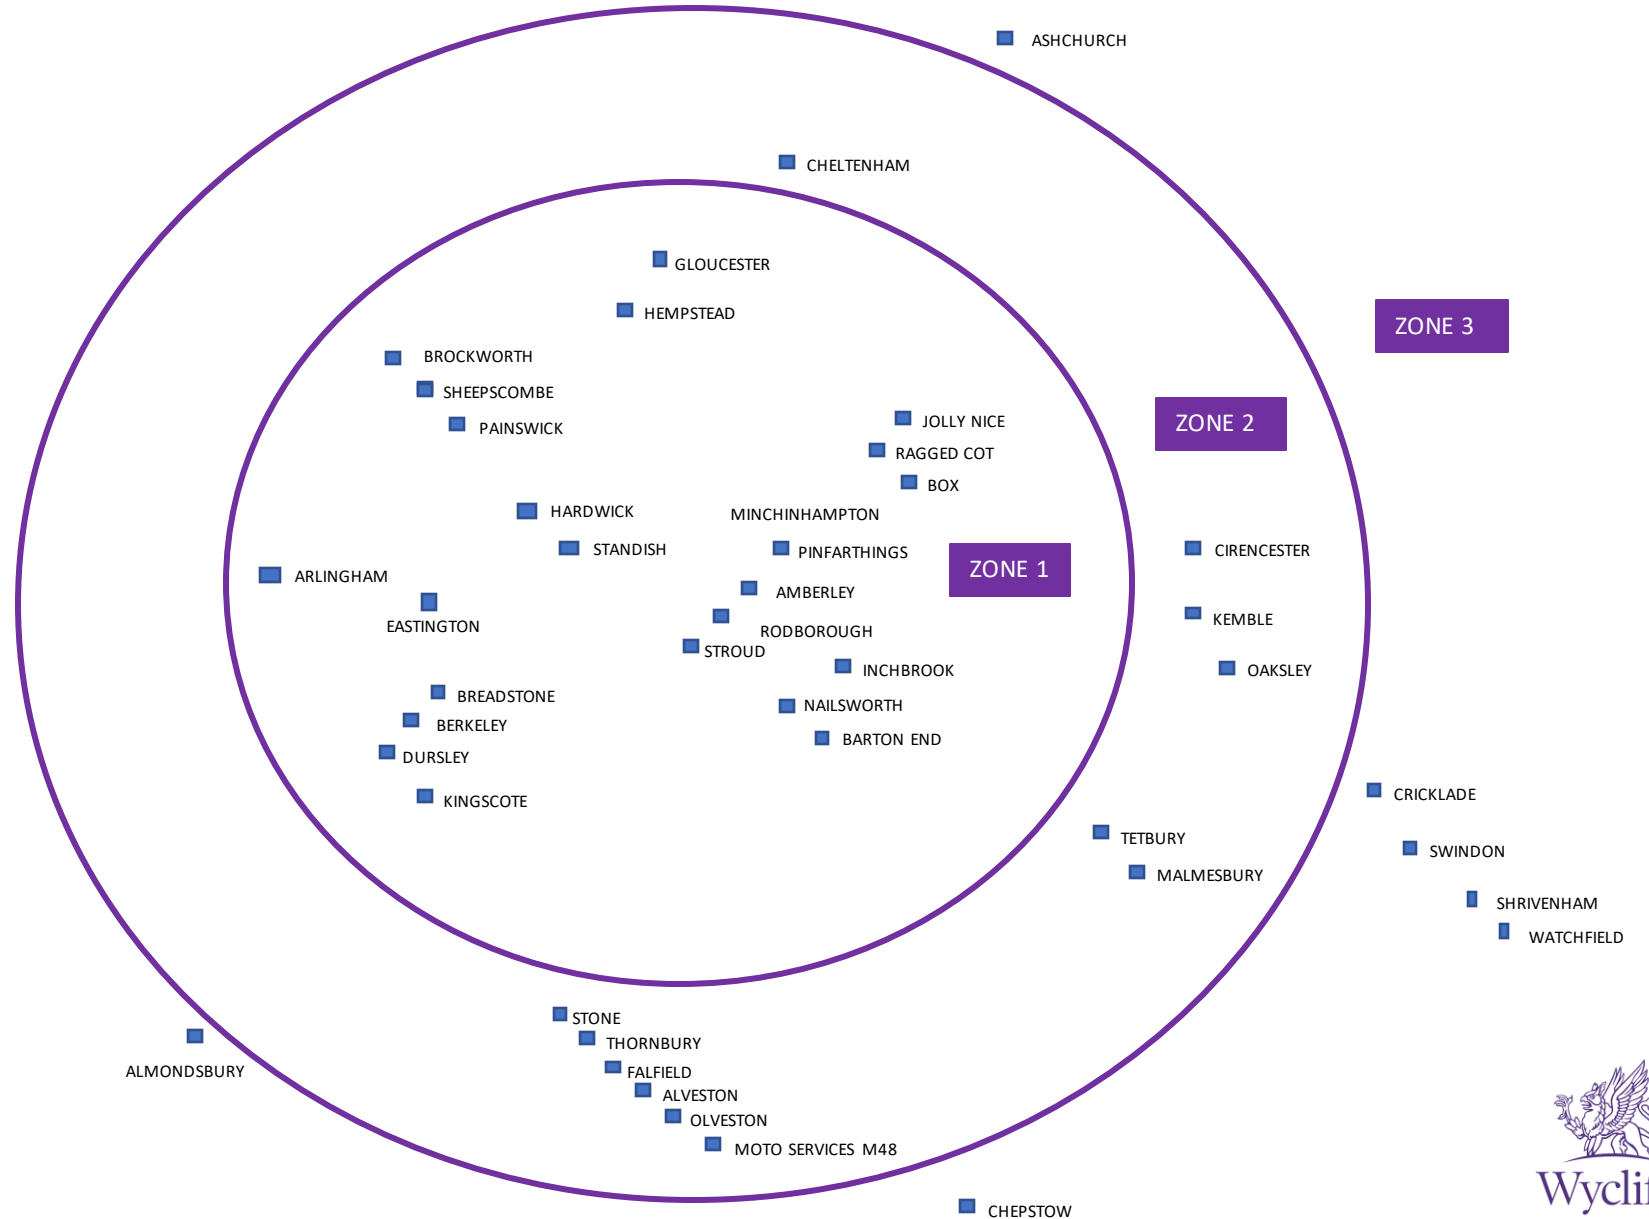 ASHCHURCH
CHELTENHAM
GLOUCESTER
HEMPSTEAD
ZONE 3
BROCKWORTH
SHEEPSCOMBE
PAINSWICK
JOLLY NICE
ZONE 2
RAGGED COT
BOX
HARDWICK
MINCHINHAMPTON
STANDISH
PINFARTHINGS
CIRENCESTER
ZONE 1
ARLINGHAM
AMBERLEY
EASTINGTON
RODBOROUGH
KEMBLE
STROUD
INCHBROOK
OAKSLEY
BREADSTONE
NAILSWORTH
BERKELEY
BARTON END
DURSLEY
KINGSCOTE
CRICKLADE
TETBURY
SWINDON
MALMESBURY
SHRIVENHAM
WATCHFIELD
STONE
THORNBURY
ALMONDSBURY
FALFIELD
ALVESTON
OLVESTON
MOTO SERVICES M48
CHEPSTOW